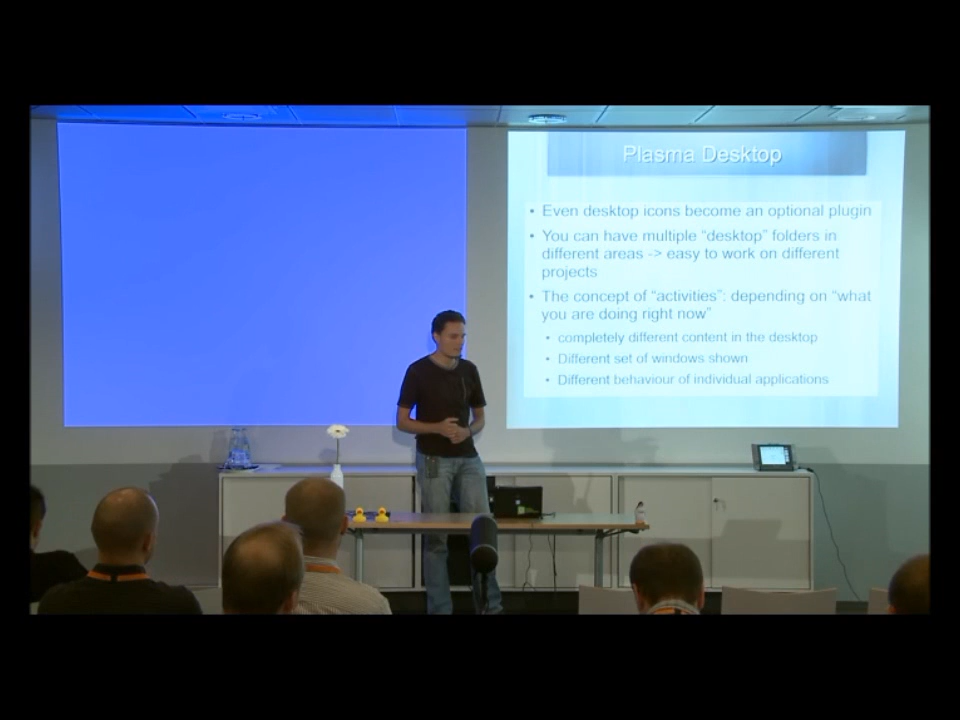 Plasma Desktop
• Even desktop icons become an optional plugin
• You can have multiple “desktop” folders in
different areas -> easy to work on different
projects
• The concept of “activities”: depending on “what
you are doing right now”
• completely different content in the desktop
• Different set of windows shown
• Different behaviour of individual applications